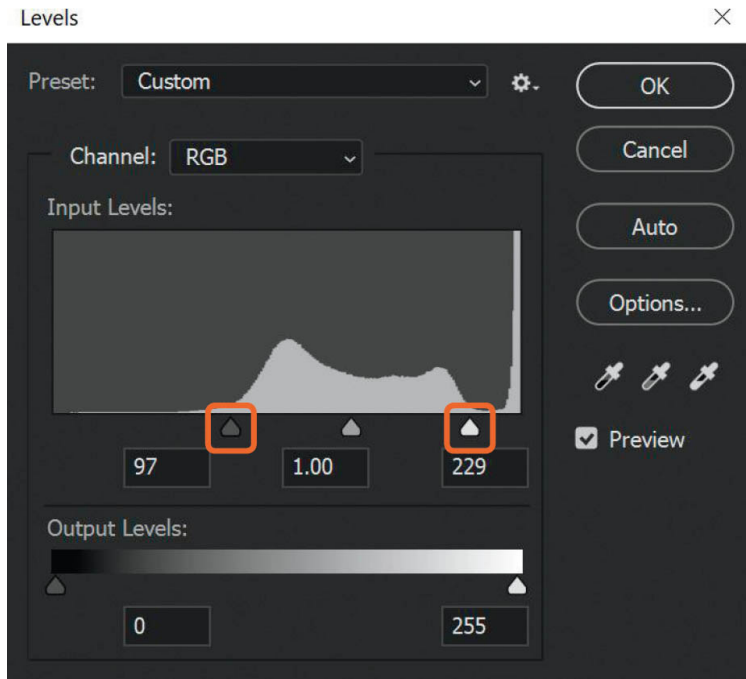 Levels
Preset: Custom
OK
Channel: RGB
Cancel
Input Levels:
Auto
Options...
Preview
97 1.00 229
Output Levels:
0 255